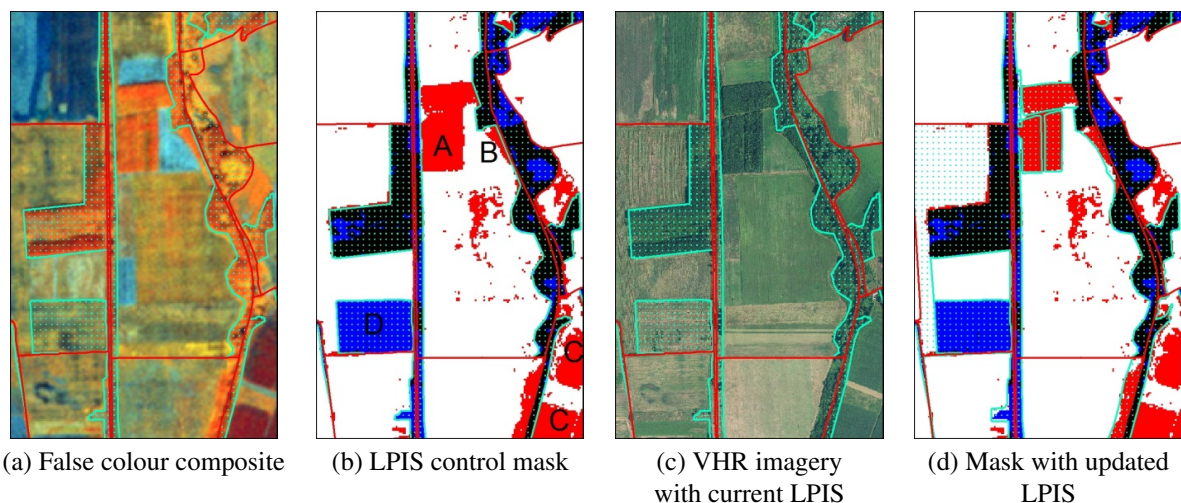 A
B
D
C
C
(a) False colour composite
(b) LPIS control mask
(c) VHR imagery
with current LPIS
(d) Mask with updated
LPIS